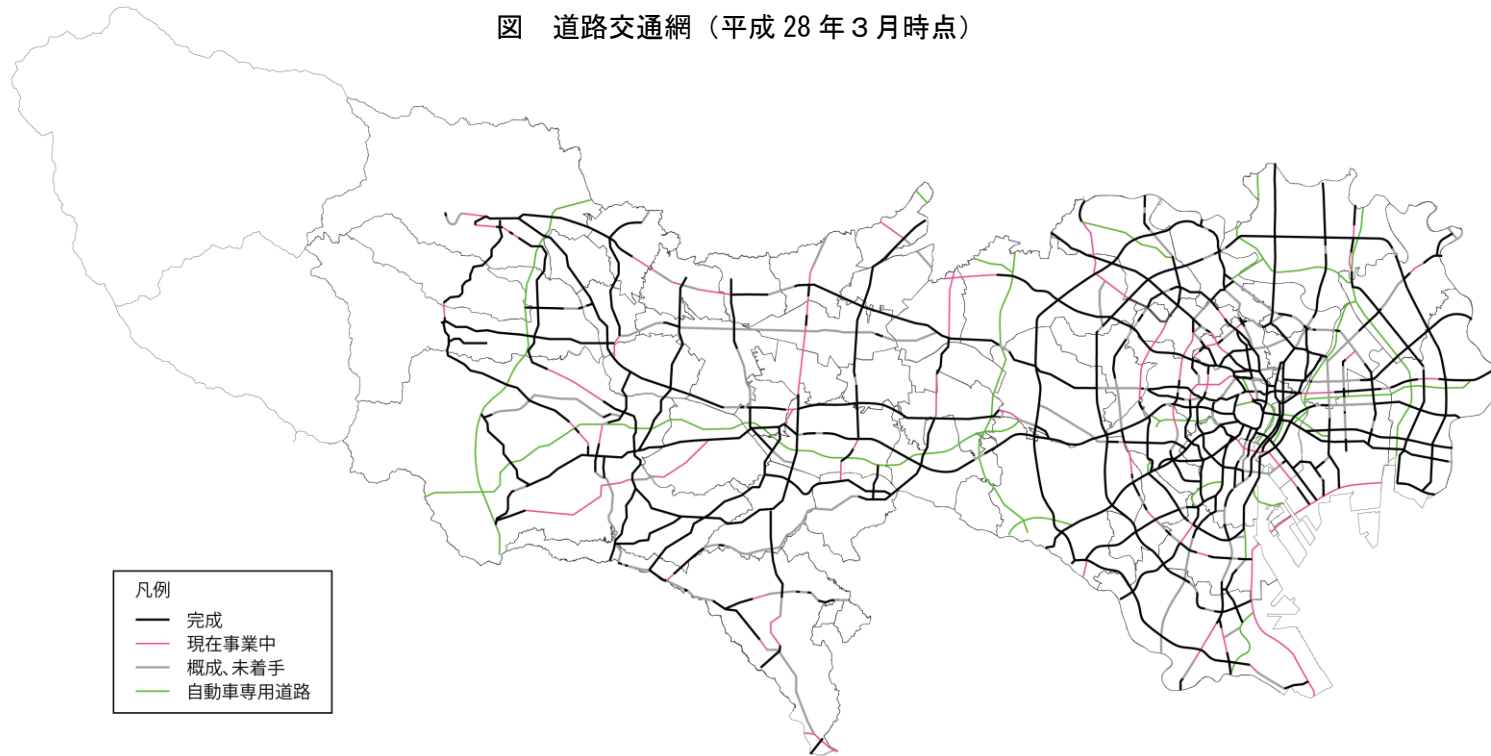 図 道路交通網（平成 28 年３月時点）
凡例
完成
現在事業中
概成、未着手
自動車専用道路